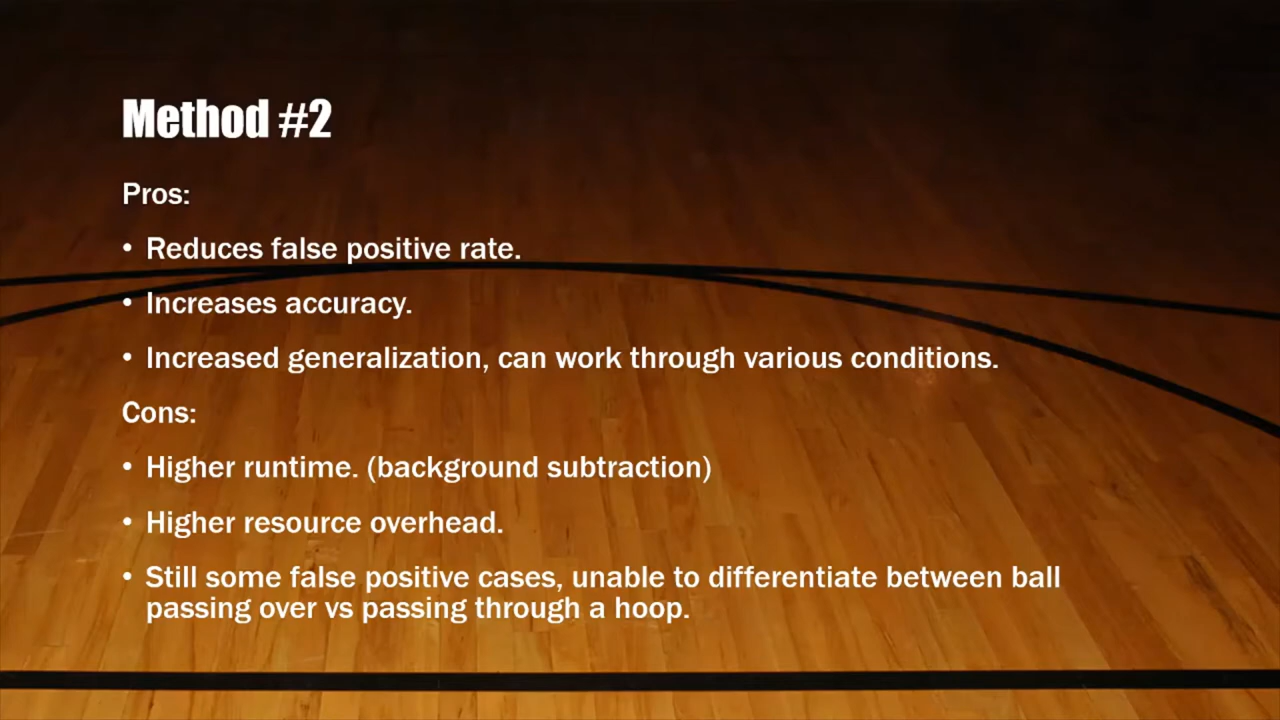 Method #2
Pros:
• Reduces false positive rate.
• Increases accuracy.
• Increased generalization, can work through various conditions.
Cons:
• Higher runtime. (background subtraction)
• Higher resource overhead.
• Still some false positive cases, unable to differentiate between ball
passing over vs passing through a hoop.